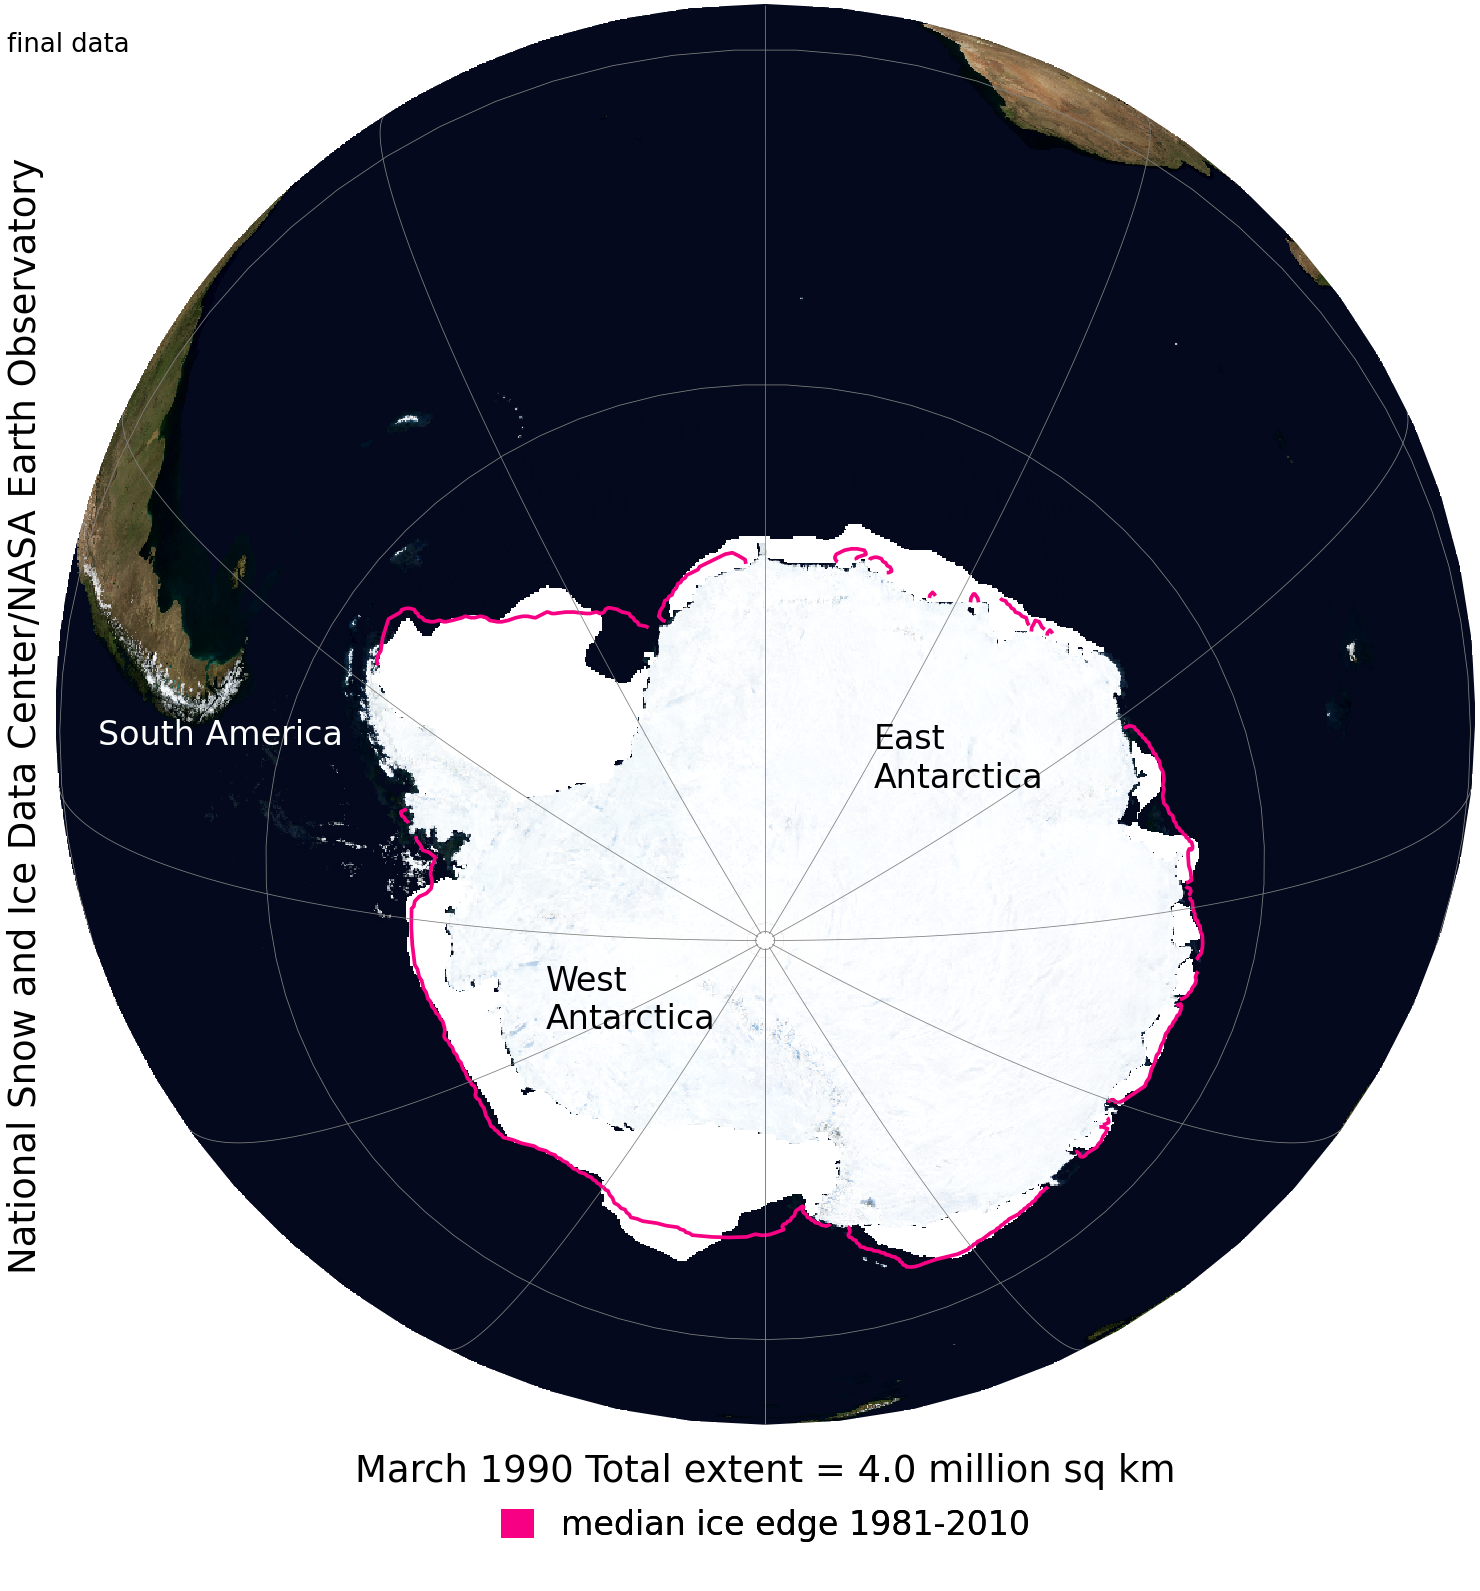 final data
National Snow and Ice Data Center/NASA Earth Observatory
South America
East
Antarctica
West
Antarctica
March 1990 Total extent = 4.0 million sq km
median ice edge 1981-2010